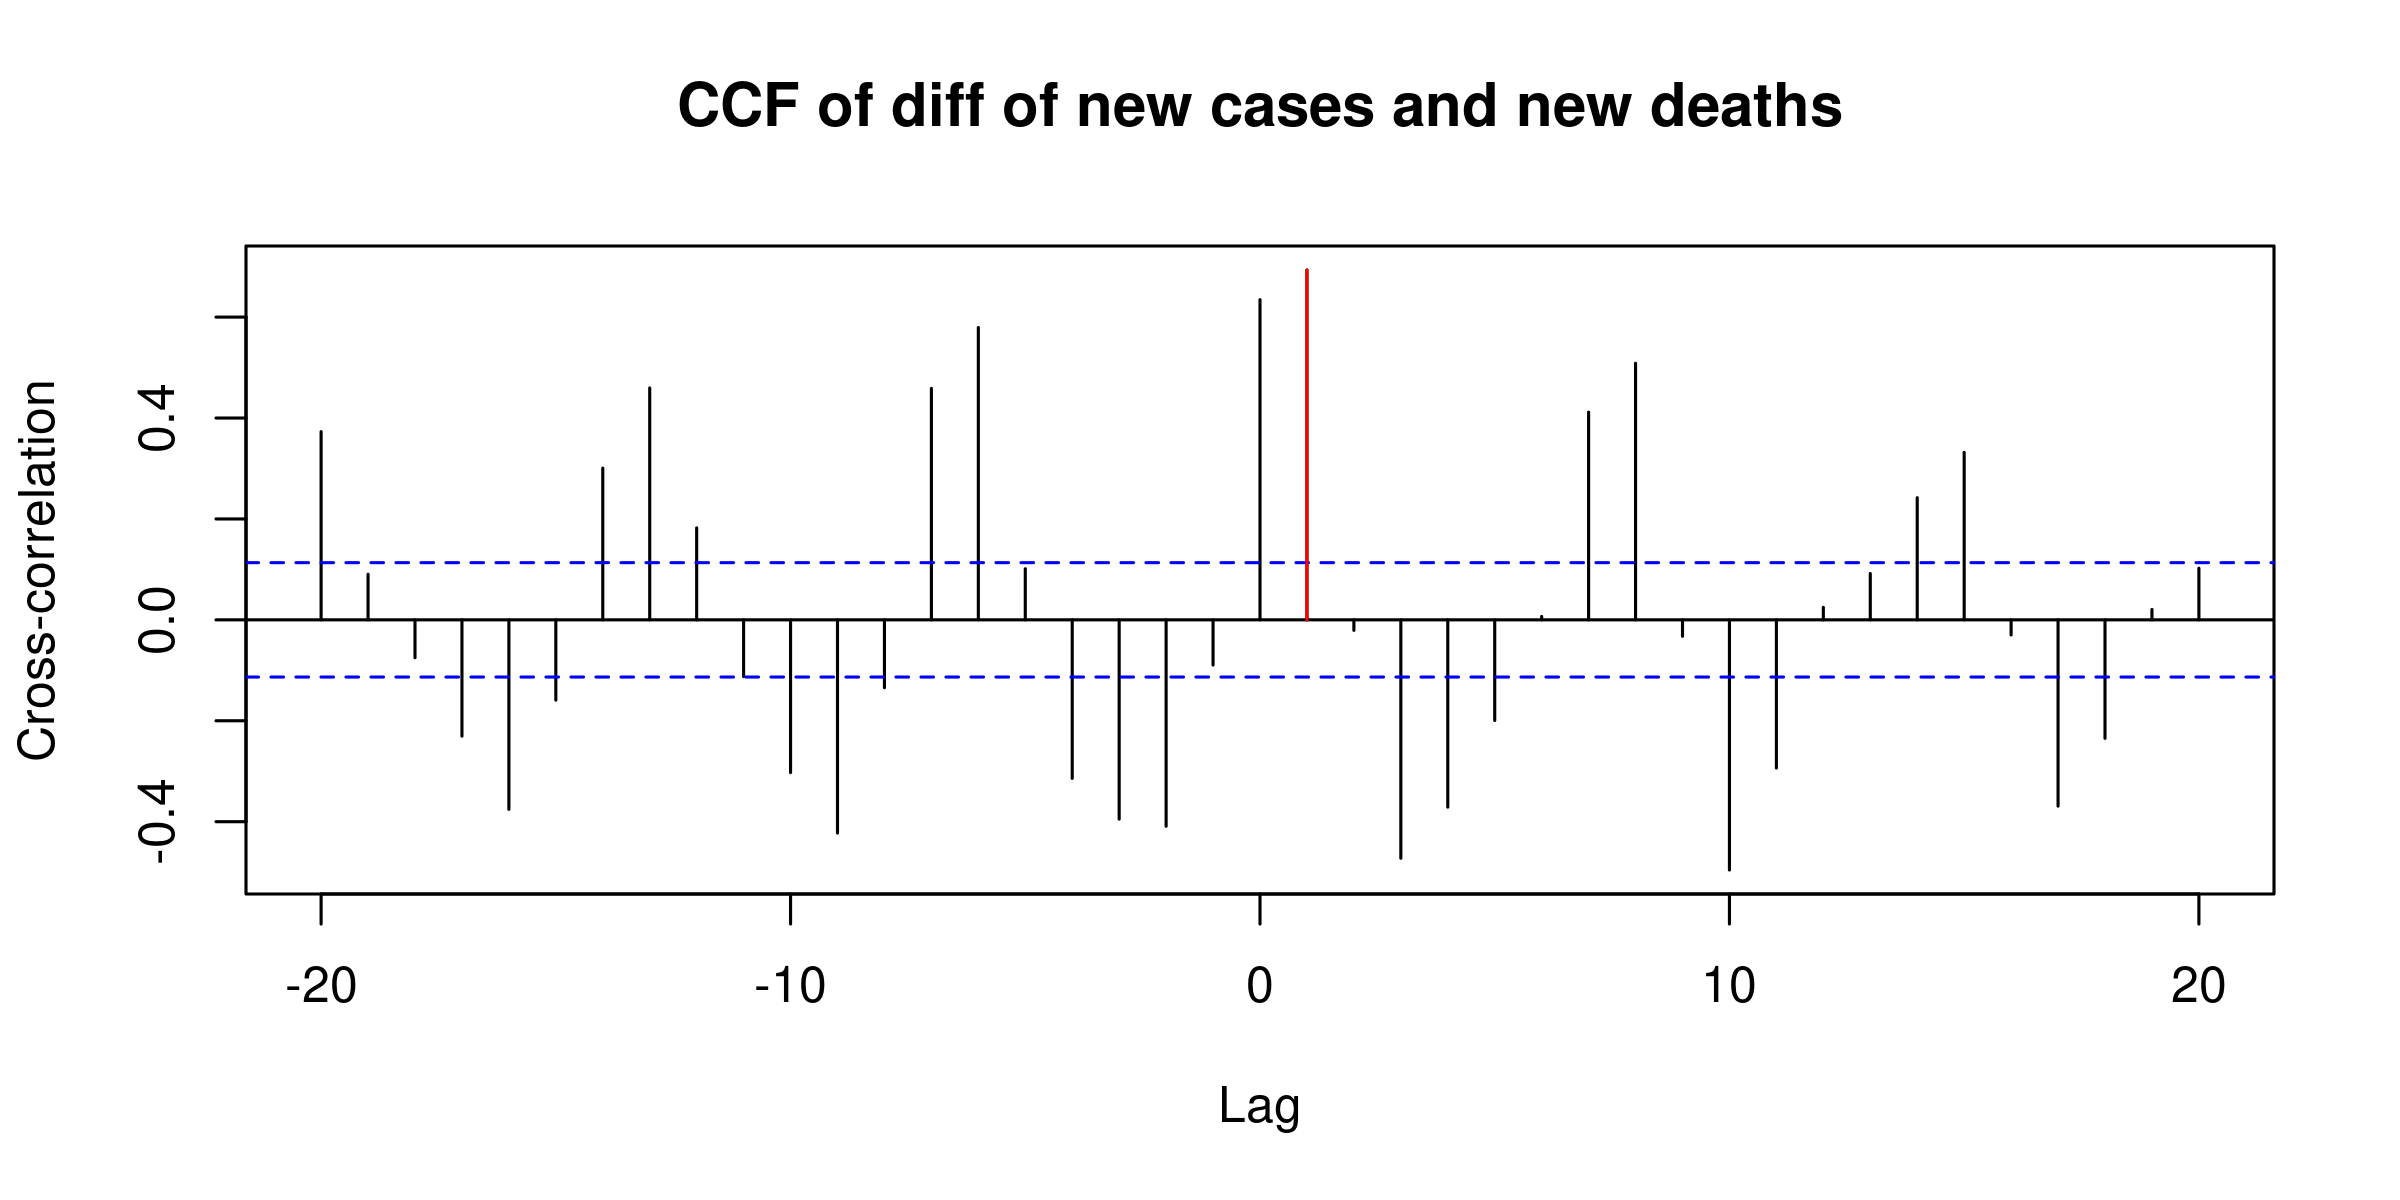 CCF of diff of new cases and new deaths
Cross-correlation
0.4
0.0
-0.4
-20 -10 0 10 20
Lag